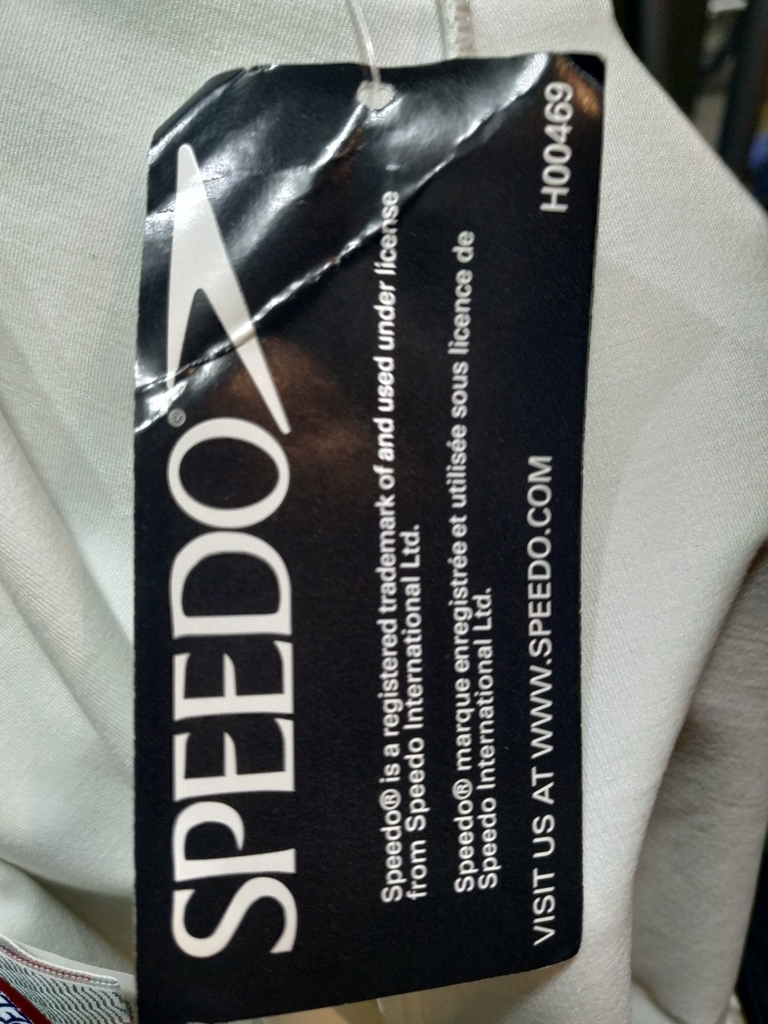 SPEEDO®
Speedo® is a registered trademark of and used under license
from Speedo International Ltd.
Speedo® marque enregistrée et utilisée sous licence de
Speedo International Ltd.
VISIT US AT WWW.SPEEDO.COM
H00469